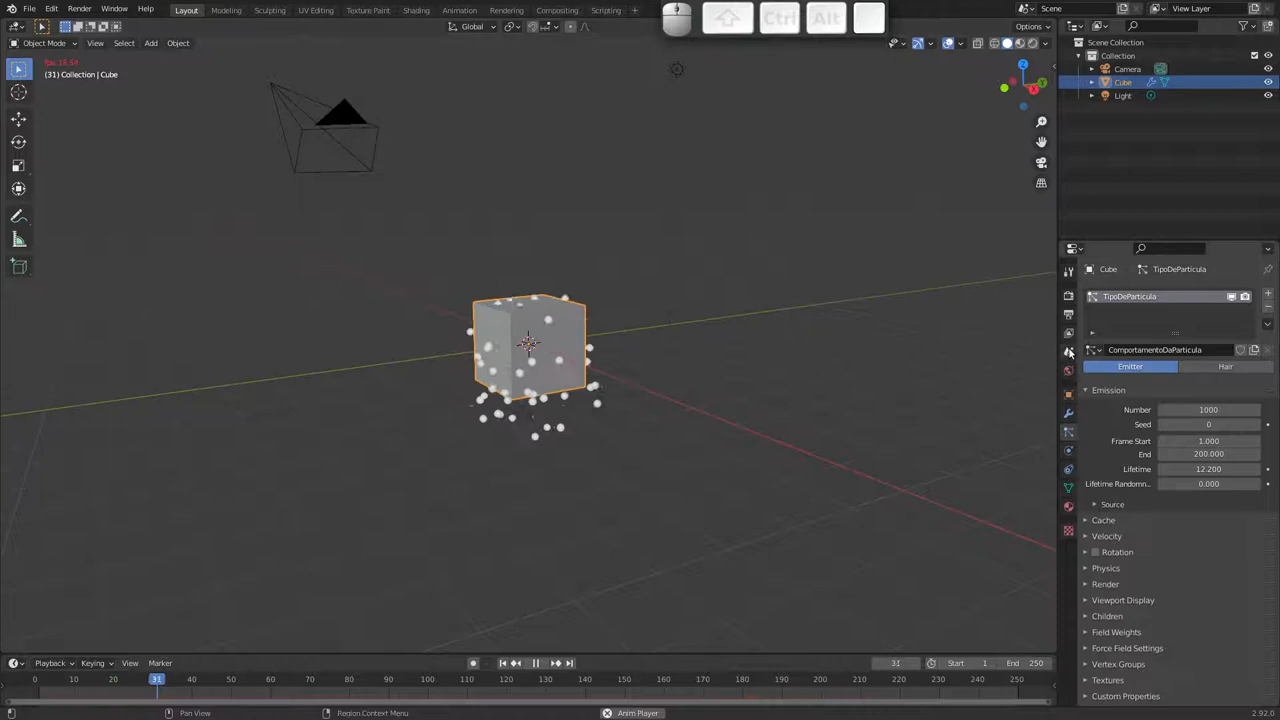 File Edit Render Window Help
Layout Modeling Sculpting UV Editing Texture Paint Shading Animation Rendering Compositing Scripting +
Ctrl Alt
Scene View Layer
Global
Options
Object Mode View Select Add Object
fps: 18.54
(31) Collection | Cube
X
Y
Z
Scene Collection
Collection
Camera
Cube
Light
Cube TipoDeParticula
TipoDeParticula
ComportamentoDaParticula
Emitter Hair
Emission
Number 1000
Seed 0
Frame Start 1.000
End 200.000
Lifetime 12.200
Lifetime Randomn.. 0.000
Source
Cache
Velocity
Rotation
Physics
Render
Viewport Display
Children
Field Weights
Force Field Settings
Vertex Groups
Textures
Custom Properties
Playback Keying View Marker 31 Start 1 End 250
0 10 20 31 40 50 60 70 80 90 100 110 120 130 140 150 160 170 180 190 200 210 220 230 240 250
Pan View Region Context Menu Anim Player 2.92.0